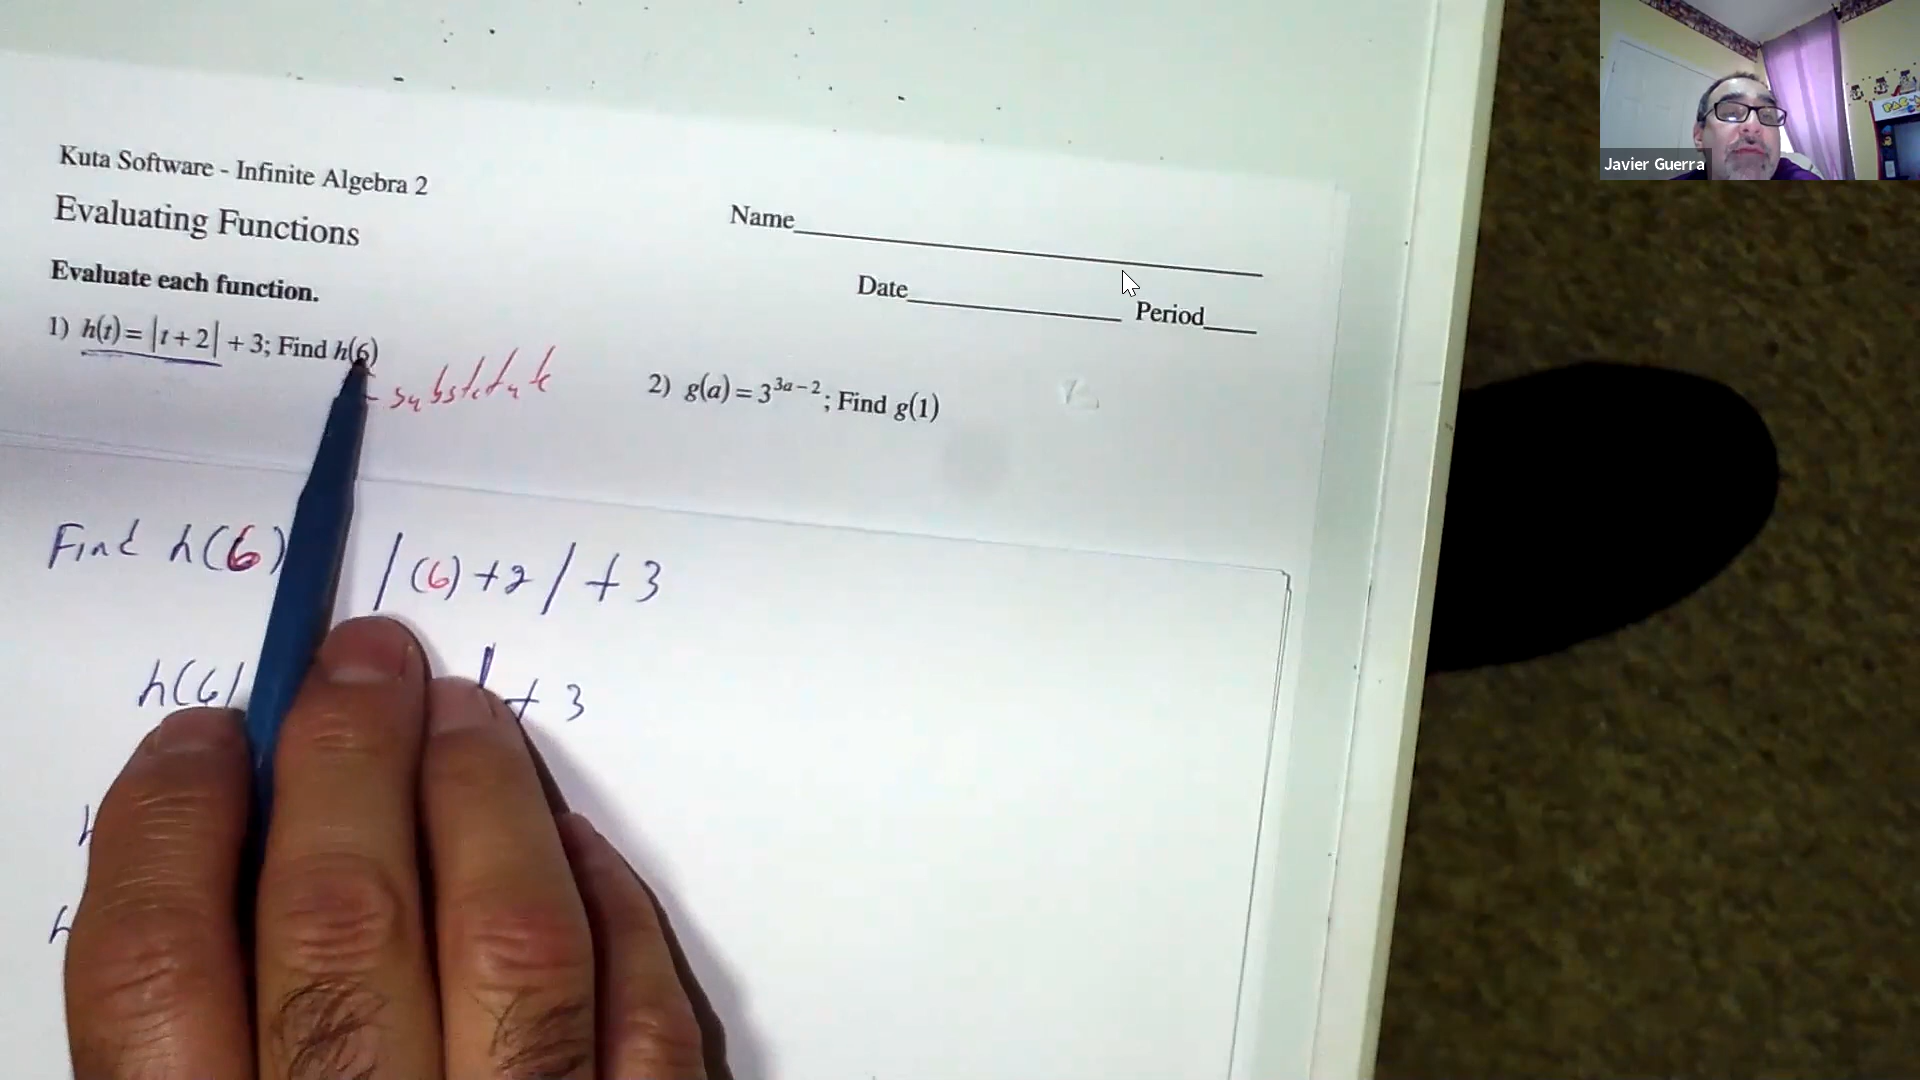 Javier Guerra
Kuta Software - Infinite Algebra 2
Evaluating Functions
Name
Date Period
Evaluate each function.
1) h(t) = |t + 2| + 3; Find h(6)
substitute
2) g(a) = 3^{3a - 2}; Find g(1)
Find h(6) |(6) + 2| + 3
h(6) | + 3
h
h